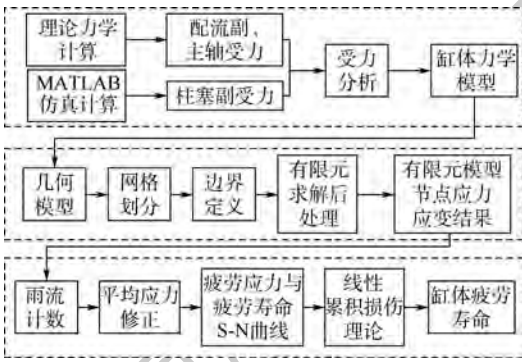 理论力学
计算
配流副、
主轴受力
MATLAB
仿真计算
柱塞副受力
受力
分析
缸体力学
模型
几何
模型
网格
划分
边界
定义
有限元
求解后
处理
有限元模型
节点应力
应变结果
雨流
计数
平均应力
修正
疲劳应力与
疲劳寿命
S-N曲线
线性
累积损伤
理论
缸体疲劳
寿命